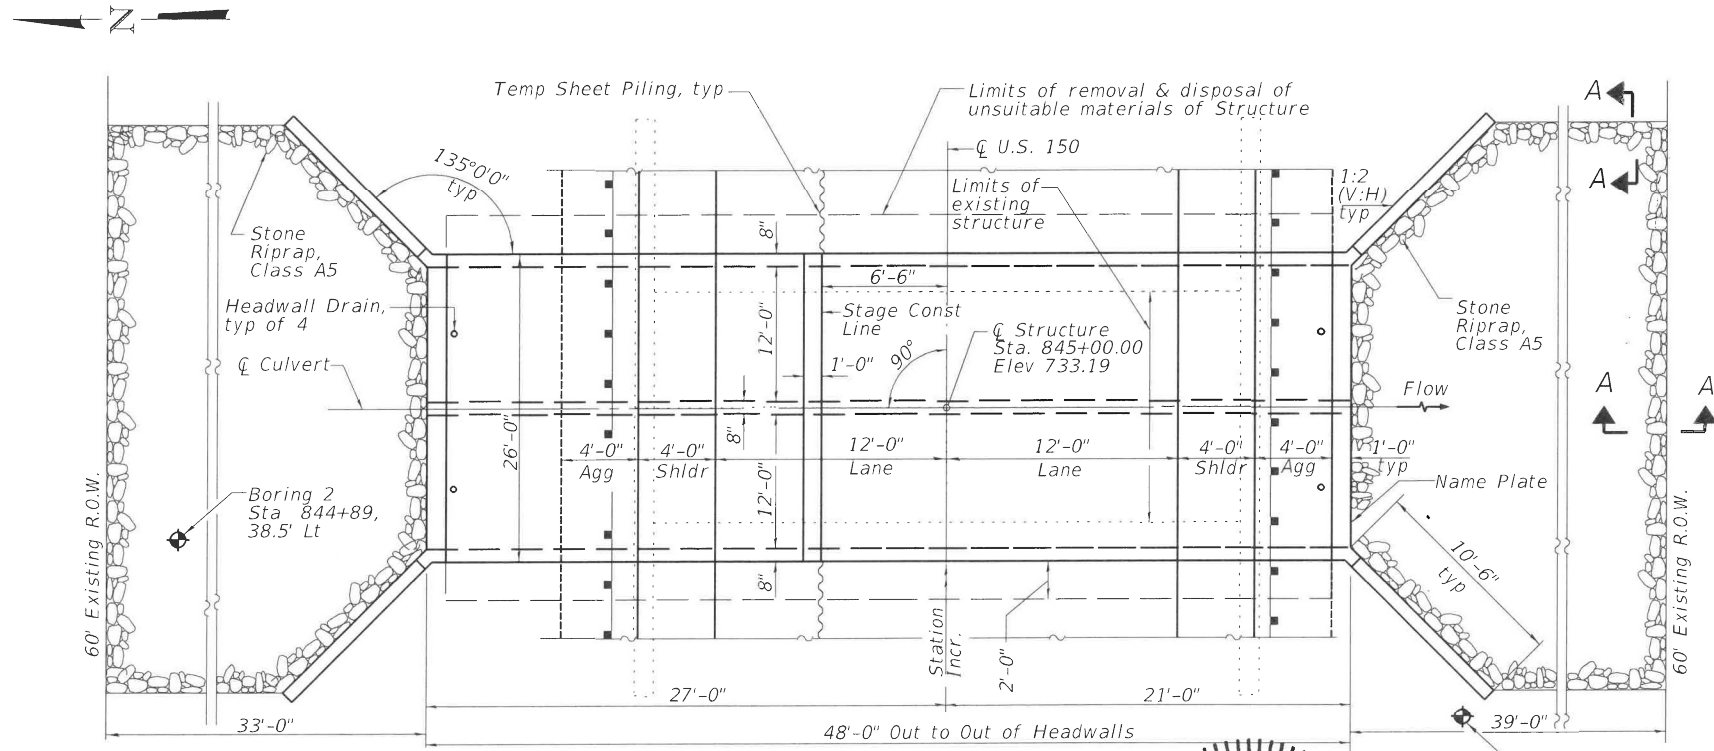 N
Temp Sheet Piling, typ
Limits of removal & disposal of
unsuitable materials of Structure
A
℄ U.S. 150
135°0'0"
typ
Limits of
existing
structure
1:2
(V:H)
typ
A
8"
Stone
Riprap,
Class A5
6'-6"
Headwall Drain,
typ of 4
Stage Const
Line
12'-0"
℄ Structure
Sta. 845+00.00
Elev 733.19
Stone
Riprap,
Class A5
℄ Culvert
1'-0"
90°
Flow
A
A
26'-0"
8"
4'-0"
Agg
4'-0"
Shldr
12'-0"
Lane
12'-0"
Lane
4'-0"
Shldr
4'-0"
Agg
1'-0"
typ
12'-0"
Name Plate
Boring 2
Sta 844+89,
38.5' Lt
60' Existing R.O.W.
60' Existing R.O.W.
10'-6"
typ
8"
Station
Incr.
2'-0"
27'-0"
21'-0"
33'-0"
48'-0" Out to Out of Headwalls
39'-0"